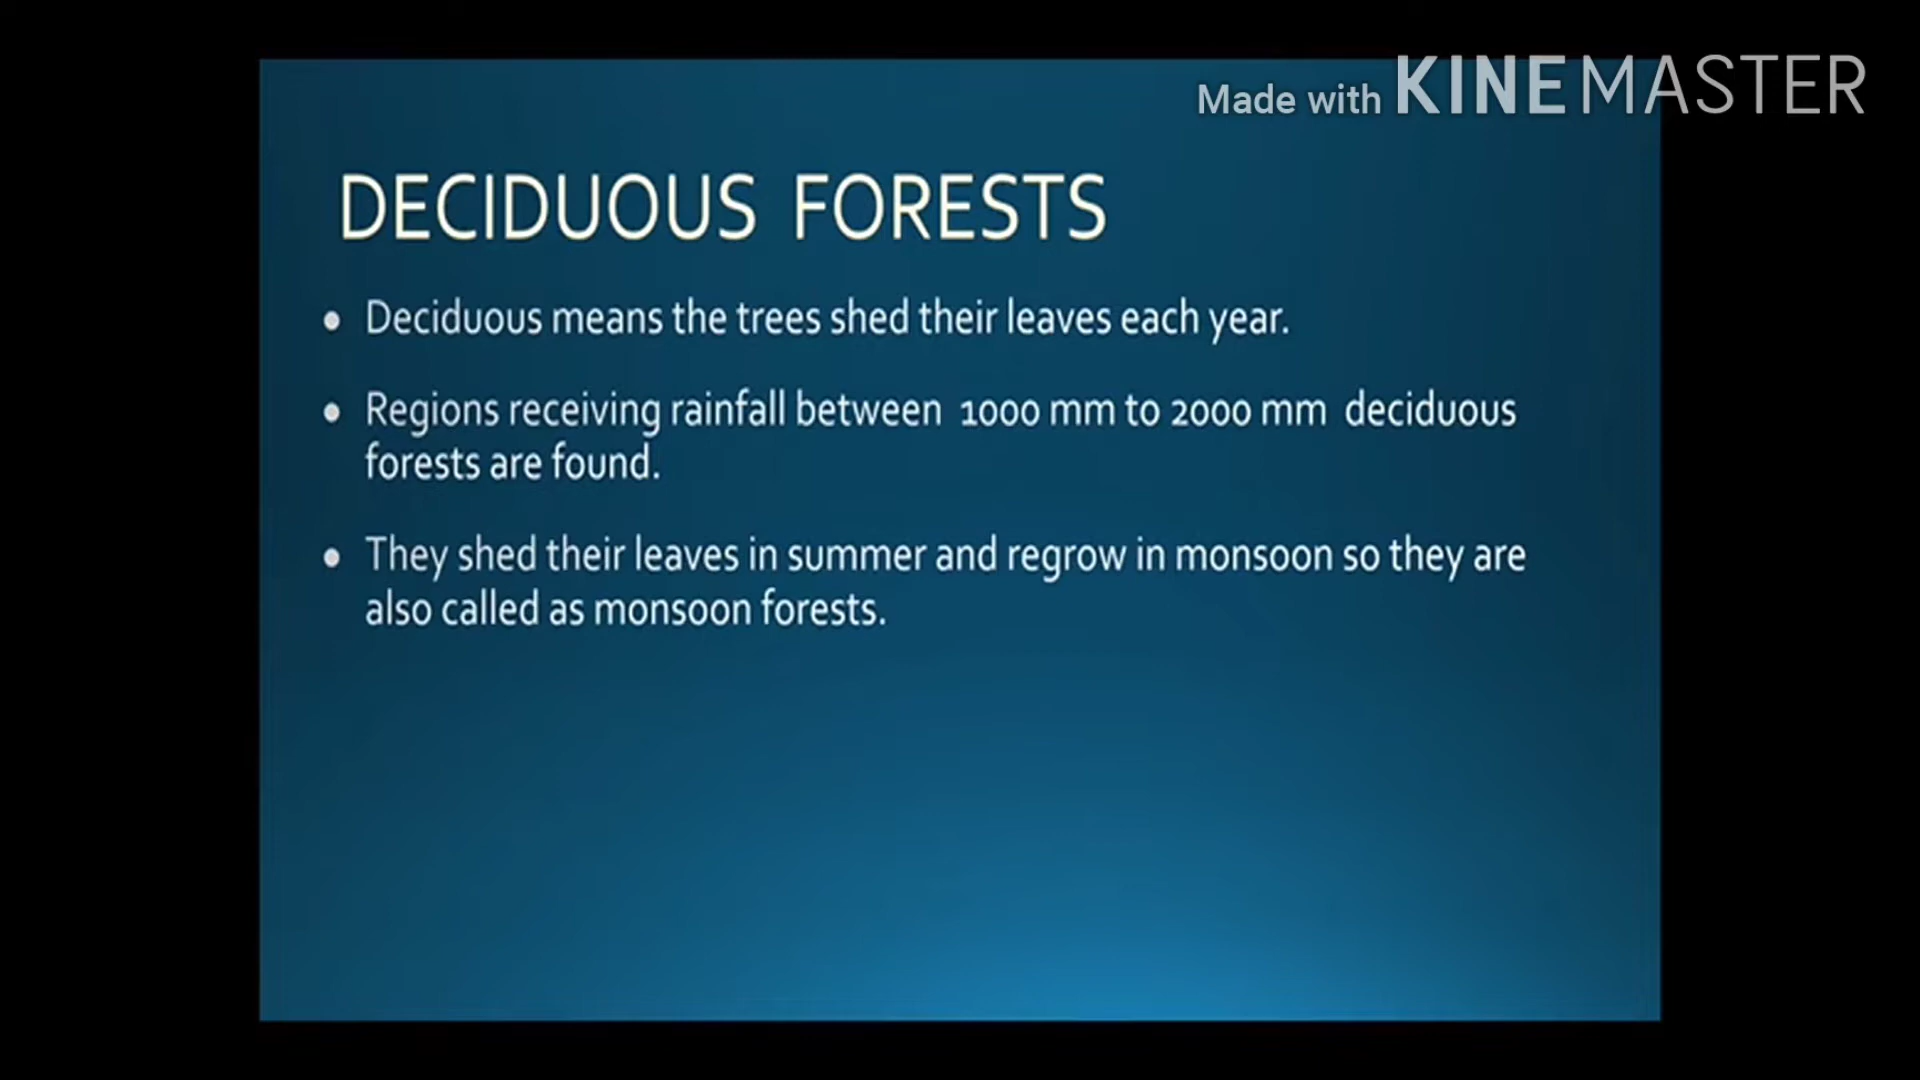 Made with KINEMASTER
DECIDUOUS FORESTS
• Deciduous means the trees shed their leaves each year.
• Regions receiving rainfall between 1000 mm to 2000 mm deciduous
forests are found.
• They shed their leaves in summer and regrow in monsoon so they are
also called as monsoon forests.